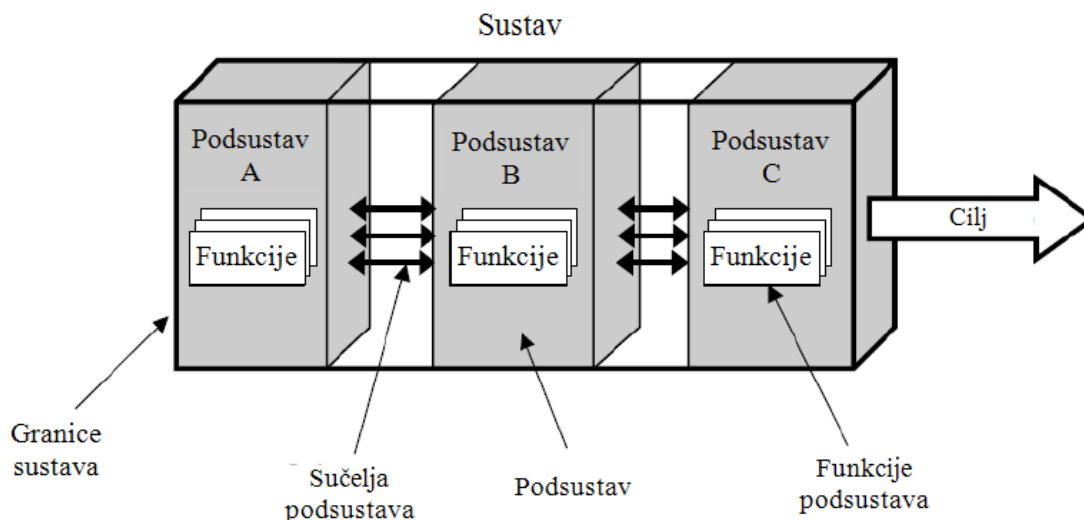 Sustav
Podsustav
A
Podsustav
B
Podsustav
C
Funkcije
Funkcije
Funkcije
Cilj
Granice
sustava
Sučelja
podsustava
Podsustav
Funkcije
podsustava